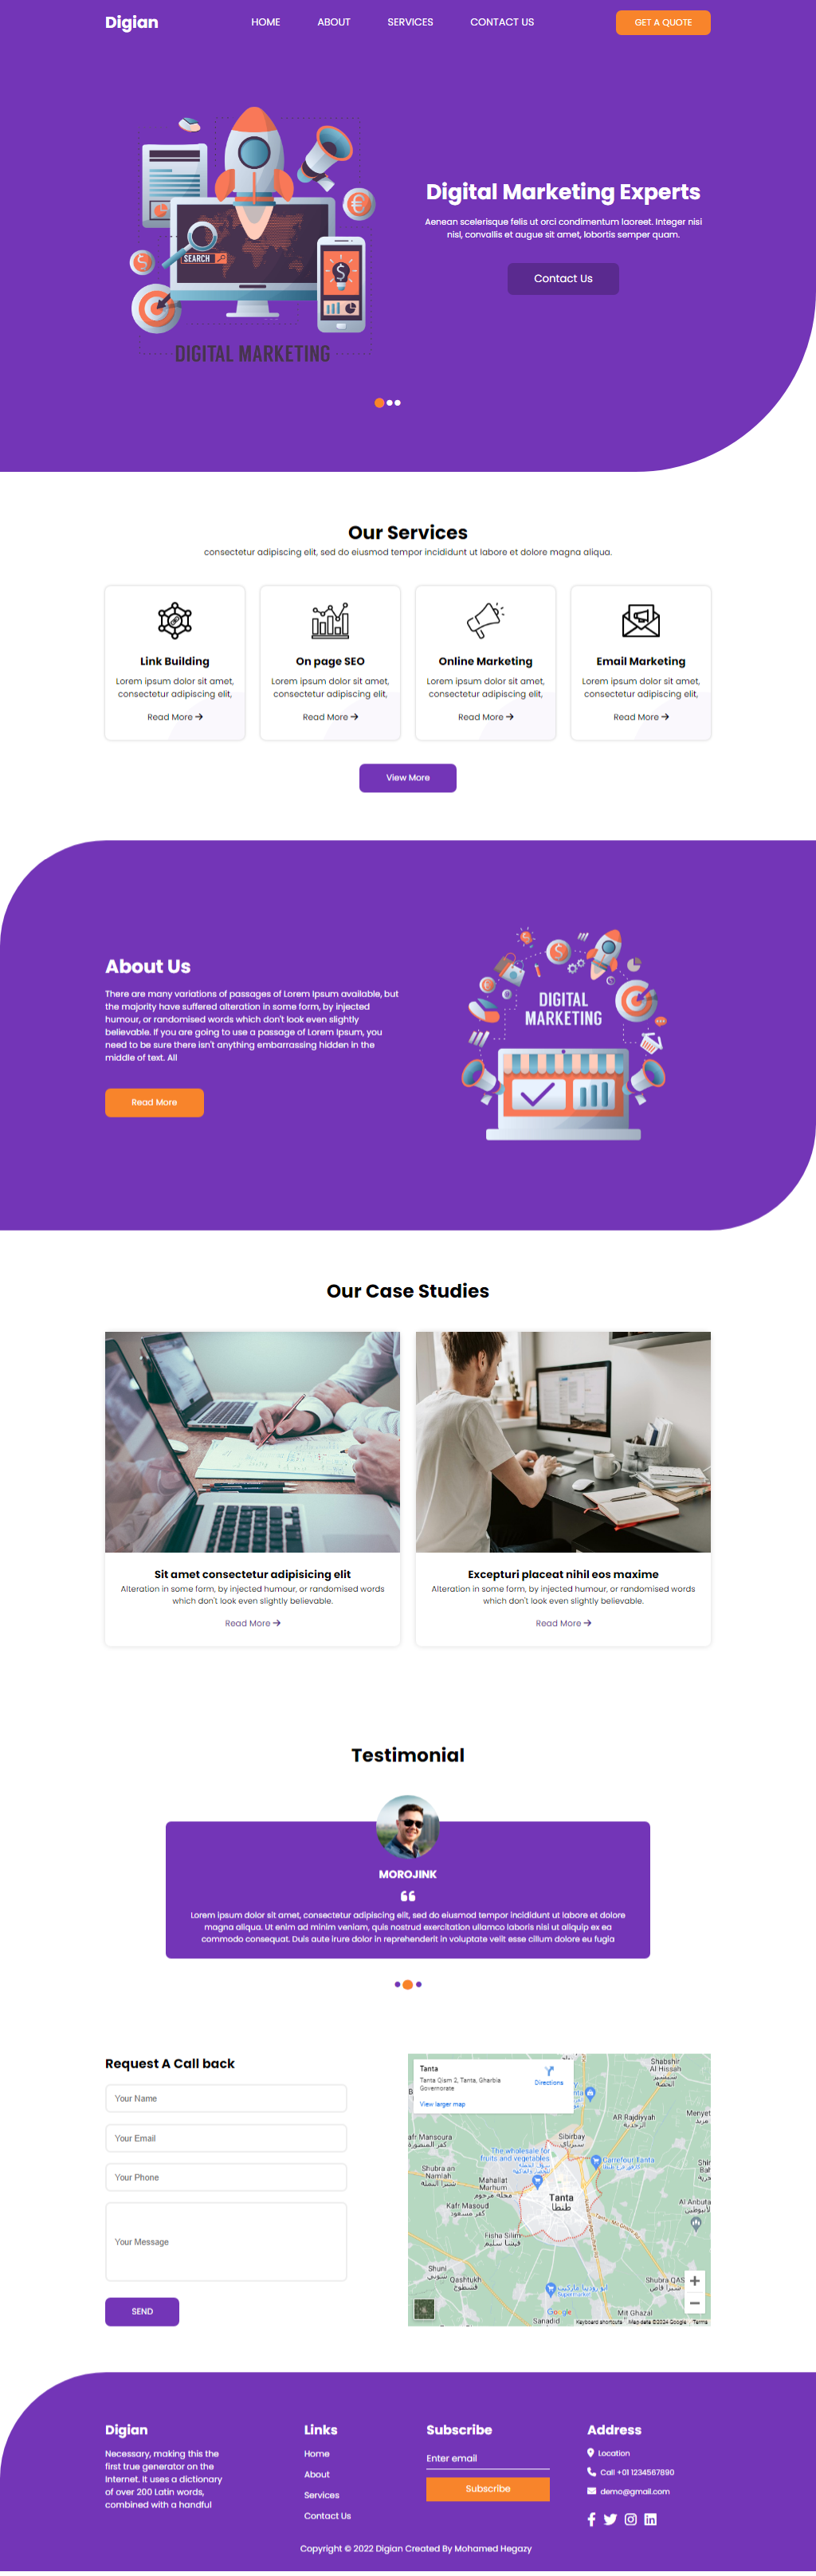 Digian
HOME
ABOUT
SERVICES
CONTACT US
GET A QUOTE
SEARCH
DIGITAL MARKETING
Digital Marketing Experts
Aenean scelerisque felis ut orci condimentum laoreet. Integer nisi
nisl, convallis et augue sit amet, lobortis semper quam.
Contact Us
Our Services
consectetur adipiscing elit, sed do eiusmod tempor incididunt ut labore et dolore magna aliqua.
Link Building
Lorem ipsum dolor sit amet,
consectetur adipiscing elit,
Read More
On page SEO
Lorem ipsum dolor sit amet,
consectetur adipiscing elit,
Read More
Online Marketing
Lorem ipsum dolor sit amet,
consectetur adipiscing elit,
Read More
Email Marketing
Lorem ipsum dolor sit amet,
consectetur adipiscing elit,
Read More
View More
About Us
There are many variations of passages of Lorem Ipsum available, but
the majority have suffered alteration in some form, by injected
humour, or randomised words which don't look even slightly
believable. If you are going to use a passage of Lorem Ipsum, you
need to be sure there isn't anything embarrassing hidden in the
middle of text. All
Read More
DIGITAL
MARKETING
Our Case Studies
Sit amet consectetur adipisicing elit
Alteration in some form, by injected humour, or randomised words
which don't look even slightly believable.
Read More
Excepturi placeat nihil eos maxime
Alteration in some form, by injected humour, or randomised words
which don't look even slightly believable.
Read More
Testimonial
MOROJINK
Lorem ipsum dolor sit amet, consectetur adipiscing elit, sed do eiusmod tempor incididunt ut labore et dolore
magna aliqua. Ut enim ad minim veniam, quis nostrud exercitation ullamco laboris nisi ut aliquip ex ea
commodo consequat. Duis aute irure dolor in reprehenderit in voluptate velit esse cillum dolore eu fugia
Request A Call back
Your Name
Your Email
Your Phone
Your Message
SEND
Tanta
Tanta Qism 2, Tanta, Gharbia
Governorate
Directions
View larger map
Shabshir
Al Hissah
شبشير
الحصة
AR Rajdiyyah
الرجدية
Menyet
Sibirbay
سبرباي
The wholesale for
fruits and vegetables
Carrefour Tanta
Shubra an
Namlah
شبرا النملة
Mahallat
Marhum
محلة مرحوم
Tanta
طنطا
Kafr Masoud
كفر مسعود
Al Anbuta
Fisha Silim
فيشا سليم
Shuni
شوني
Qashtukh
قشطوخ
Supermarket
Shubra QAS
Google
Mit Ghazal
Sanadid
Keyboard shortcuts
Map data ©2024 Google
Terms
Digian
Necessary, making this the
first true generator on the
Internet. It uses a dictionary
of over 200 Latin words,
combined with a handful
Links
Home
About
Services
Contact Us
Subscribe
Enter email
Subscribe
Address
Location
Call +01 1234567890
demo@gmail.com
Copyright © 2022 Digian Created By Mohamed Hegazy